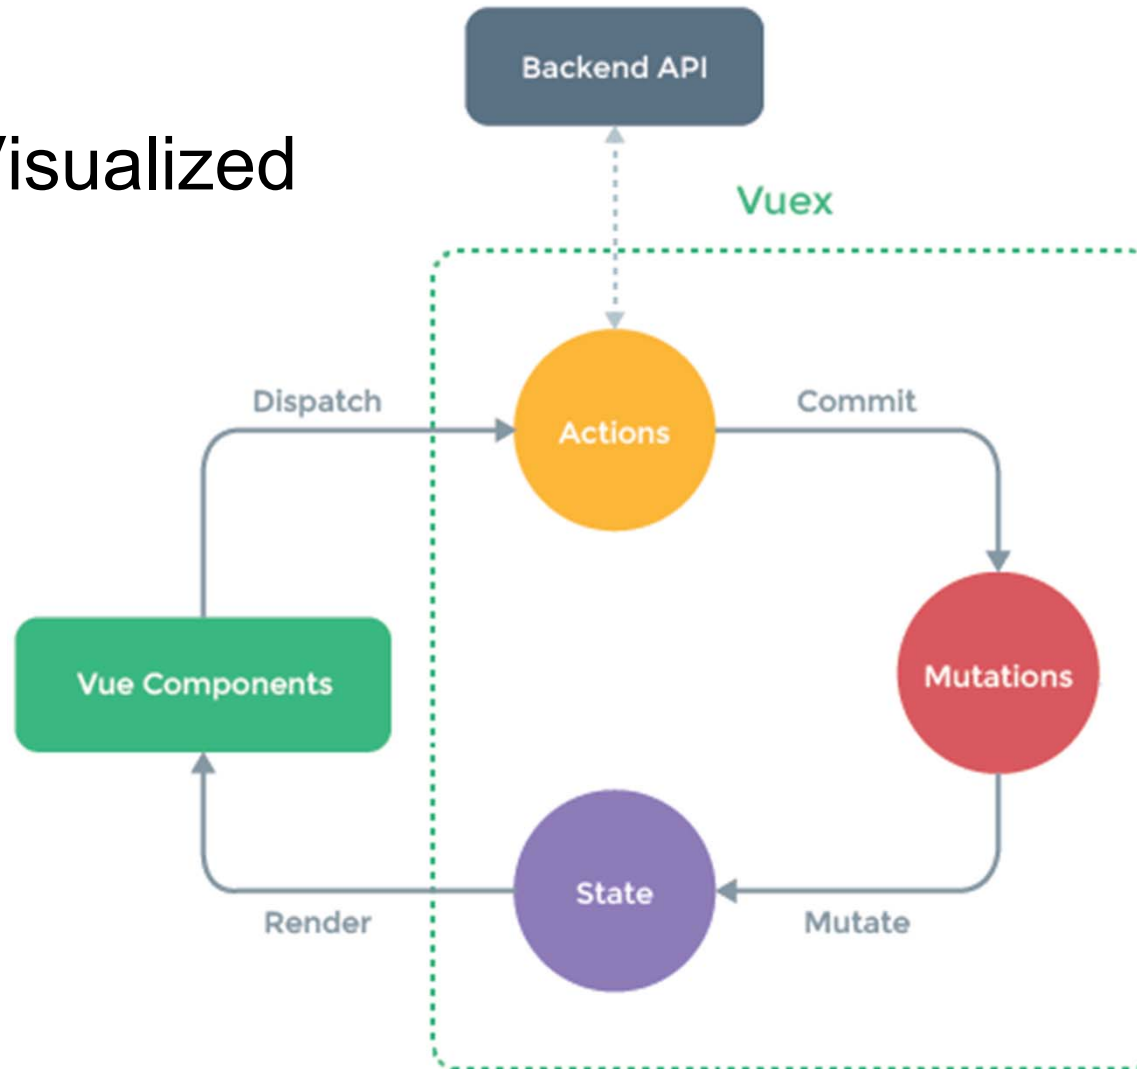 Backend API
Visualized
Vuex
Dispatch
Commit
Actions
Mutations
Vue Components
State
Render
Mutate